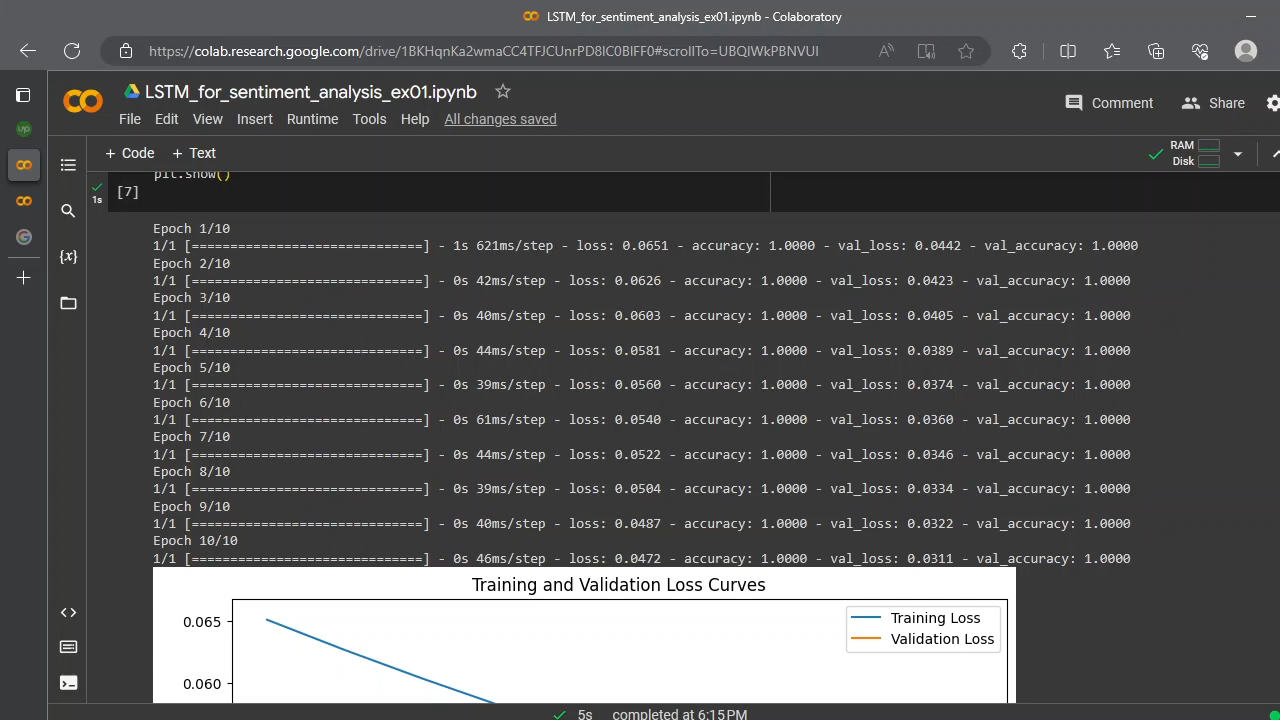 LSTM_for_sentiment_analysis_ex01.ipynb - Colaboratory
https://colab.research.google.com/drive/1BKHqnKa2wmaCC4TFJCUnrPD8IC0BIFF0#scrollTo=UBQIWkPBNVUI
LSTM_for_sentiment_analysis_ex01.ipynb
Comment
Share
File Edit View Insert Runtime Tools Help All changes saved
+ Code + Text
RAM
Disk
plt.show()
1s
[7]
Epoch 1/10
1/1 [==============================] - 1s 621ms/step - loss: 0.0651 - accuracy: 1.0000 - val_loss: 0.0442 - val_accuracy: 1.0000
Epoch 2/10
1/1 [==============================] - 0s 42ms/step - loss: 0.0626 - accuracy: 1.0000 - val_loss: 0.0423 - val_accuracy: 1.0000
Epoch 3/10
1/1 [==============================] - 0s 40ms/step - loss: 0.0603 - accuracy: 1.0000 - val_loss: 0.0405 - val_accuracy: 1.0000
Epoch 4/10
1/1 [==============================] - 0s 44ms/step - loss: 0.0581 - accuracy: 1.0000 - val_loss: 0.0389 - val_accuracy: 1.0000
Epoch 5/10
1/1 [==============================] - 0s 39ms/step - loss: 0.0560 - accuracy: 1.0000 - val_loss: 0.0374 - val_accuracy: 1.0000
Epoch 6/10
1/1 [==============================] - 0s 61ms/step - loss: 0.0540 - accuracy: 1.0000 - val_loss: 0.0360 - val_accuracy: 1.0000
Epoch 7/10
1/1 [==============================] - 0s 44ms/step - loss: 0.0522 - accuracy: 1.0000 - val_loss: 0.0346 - val_accuracy: 1.0000
Epoch 8/10
1/1 [==============================] - 0s 39ms/step - loss: 0.0504 - accuracy: 1.0000 - val_loss: 0.0334 - val_accuracy: 1.0000
Epoch 9/10
1/1 [==============================] - 0s 40ms/step - loss: 0.0487 - accuracy: 1.0000 - val_loss: 0.0322 - val_accuracy: 1.0000
Epoch 10/10
1/1 [==============================] - 0s 46ms/step - loss: 0.0472 - accuracy: 1.0000 - val_loss: 0.0311 - val_accuracy: 1.0000
Training and Validation Loss Curves
0.065
Training Loss
Validation Loss
0.060
5s completed at 6:15PM